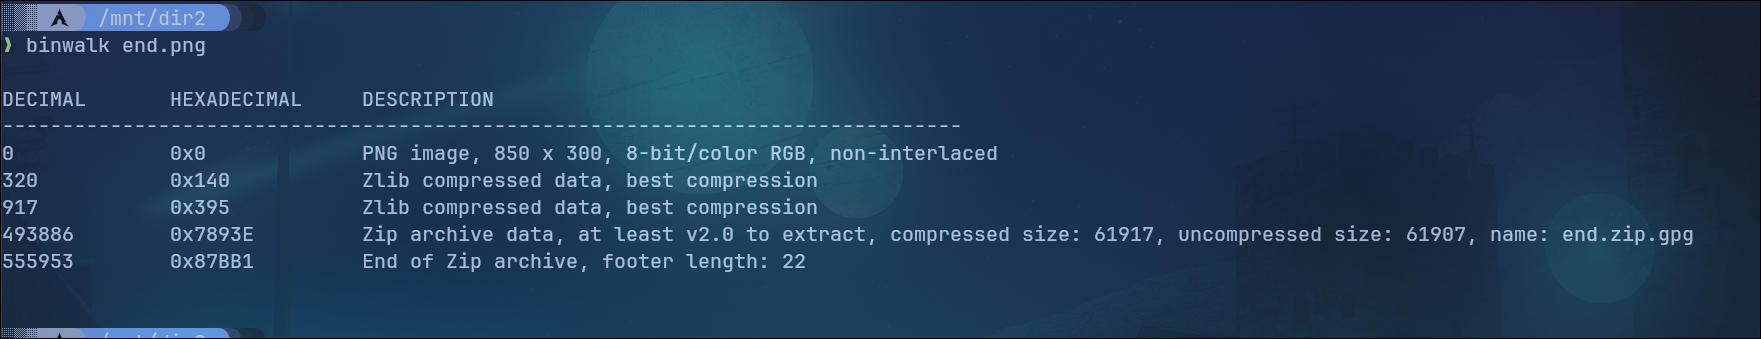 /mnt/dir2
❯ binwalk end.png
DECIMAL HEXADECIMAL DESCRIPTION
--------------------------------------------------------------------------------
0 0x0 PNG image, 850 x 300, 8-bit/color RGB, non-interlaced
320 0x140 Zlib compressed data, best compression
917 0x395 Zlib compressed data, best compression
493886 0x7893E Zip archive data, at least v2.0 to extract, compressed size: 61917, uncompressed size: 61907, name: end.zip.gpg
555953 0x87BB1 End of Zip archive, footer length: 22